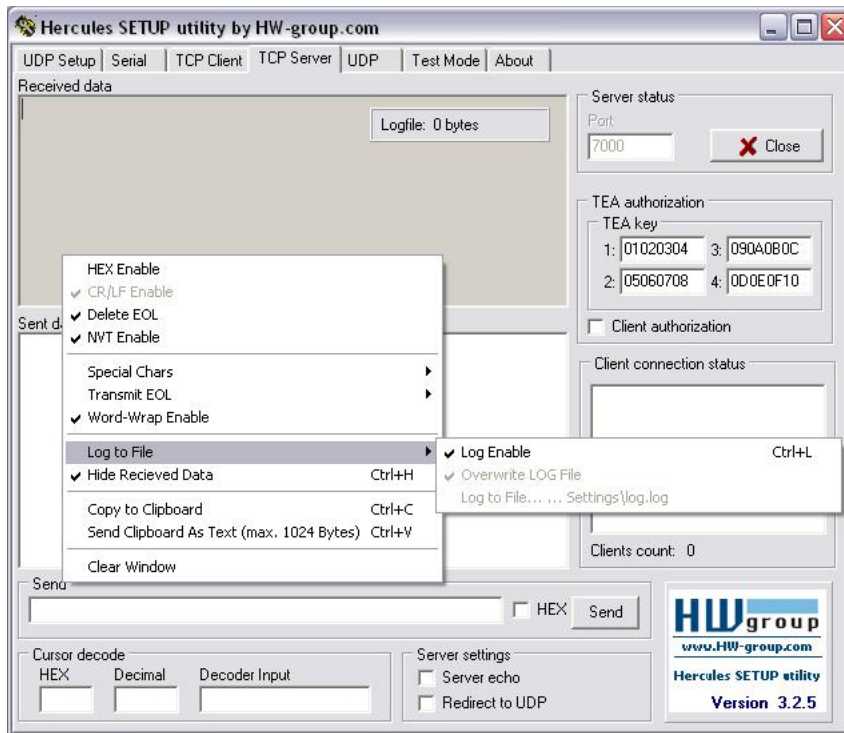 Hercules SETUP utility by HW-group.com
UDP Setup Serial TCP Client TCP Server UDP Test Mode About
Received data
Logfile: 0 bytes
Server status
Port
7000
Close
TEA authorization
TEA key
1: 01020304 3: 090A0B0C
2: 05060708 4: 0D0E0F10
Client authorization
Sent d
HEX Enable
CR/LF Enable
Delete EOL
NVT Enable
Special Chars
Transmit EOL
Word-Wrap Enable
Log to File
Hide Recieved Data Ctrl+H
Copy to Clipboard Ctrl+C
Send Clipboard As Text (max. 1024 Bytes) Ctrl+V
Clear Window
Log Enable Ctrl+L
Overwrite LOG File
Log to File... ... Settings\log.log
Client connection status
Clients count: 0
Send
HEX Send
Cursor decode
HEX Decimal Decoder Input
Server settings
Server echo
Redirect to UDP
HWgroup
www.HW-group.com
Hercules SETUP utility
Version 3.2.5